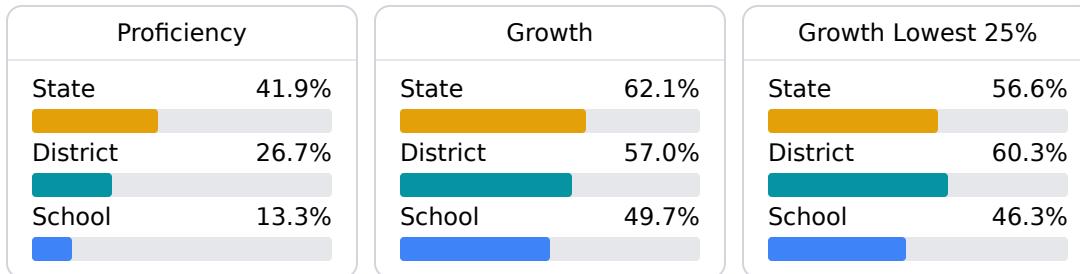 Proficiency
State 41.9%
District 26.7%
School 13.3%
Growth
State 62.1%
District 57.0%
School 49.7%
Growth Lowest 25%
State 56.6%
District 60.3%
School 46.3%